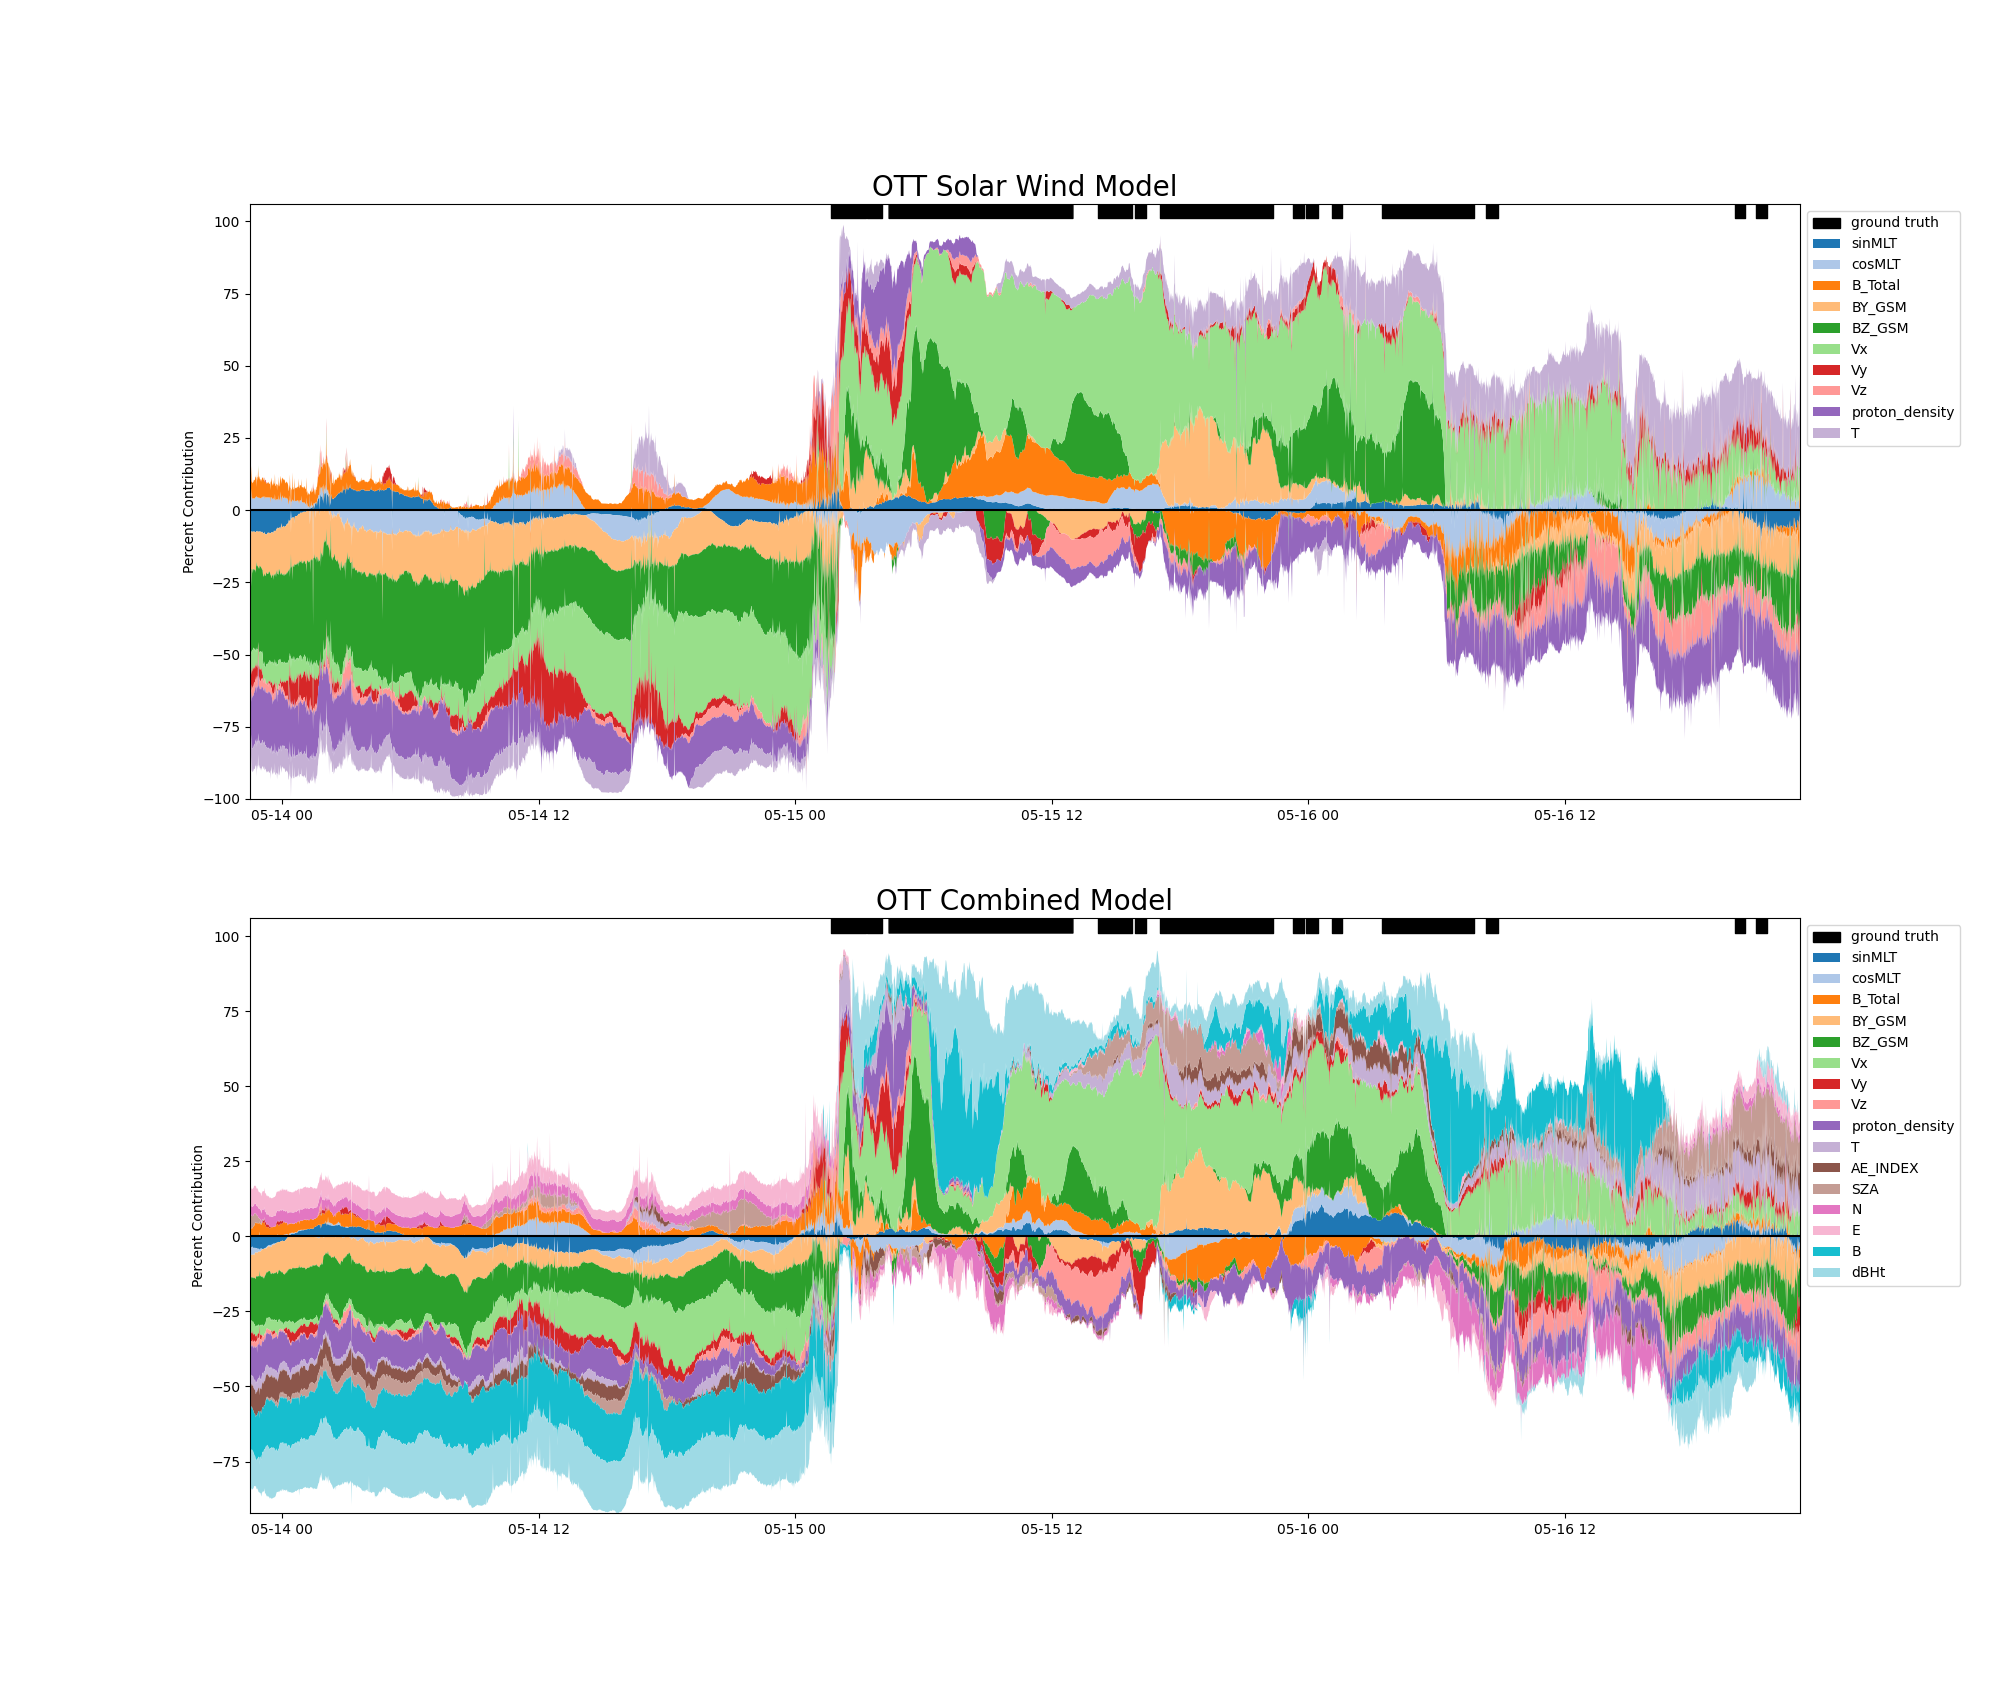 OTT Solar Wind Model
100
75
50
25
0
−25
−50
−75
−100
Percent Contribution
05-14 00
05-14 12
05-15 00
05-15 12
05-16 00
05-16 12
ground truth
sinMLT
cosMLT
B_Total
BY_GSM
BZ_GSM
Vx
Vy
Vz
proton_density
T
OTT Combined Model
100
75
50
25
0
−25
−50
−75
Percent Contribution
05-14 00
05-14 12
05-15 00
05-15 12
05-16 00
05-16 12
ground truth
sinMLT
cosMLT
B_Total
BY_GSM
BZ_GSM
Vx
Vy
Vz
proton_density
T
AE_INDEX
SZA
N
E
B
dBHt